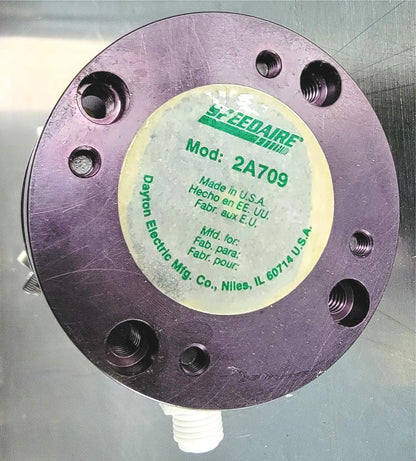 SPEEDAIRE
Mod: 2A709
Made in U.S.A.
Hecho en EE. UU.
Fabr. aux E.U.
Mfd. for:
Fab. para:
Fabr. pour:
Dayton Electric Mfg. Co., Niles, IL 60714 U.S.A.